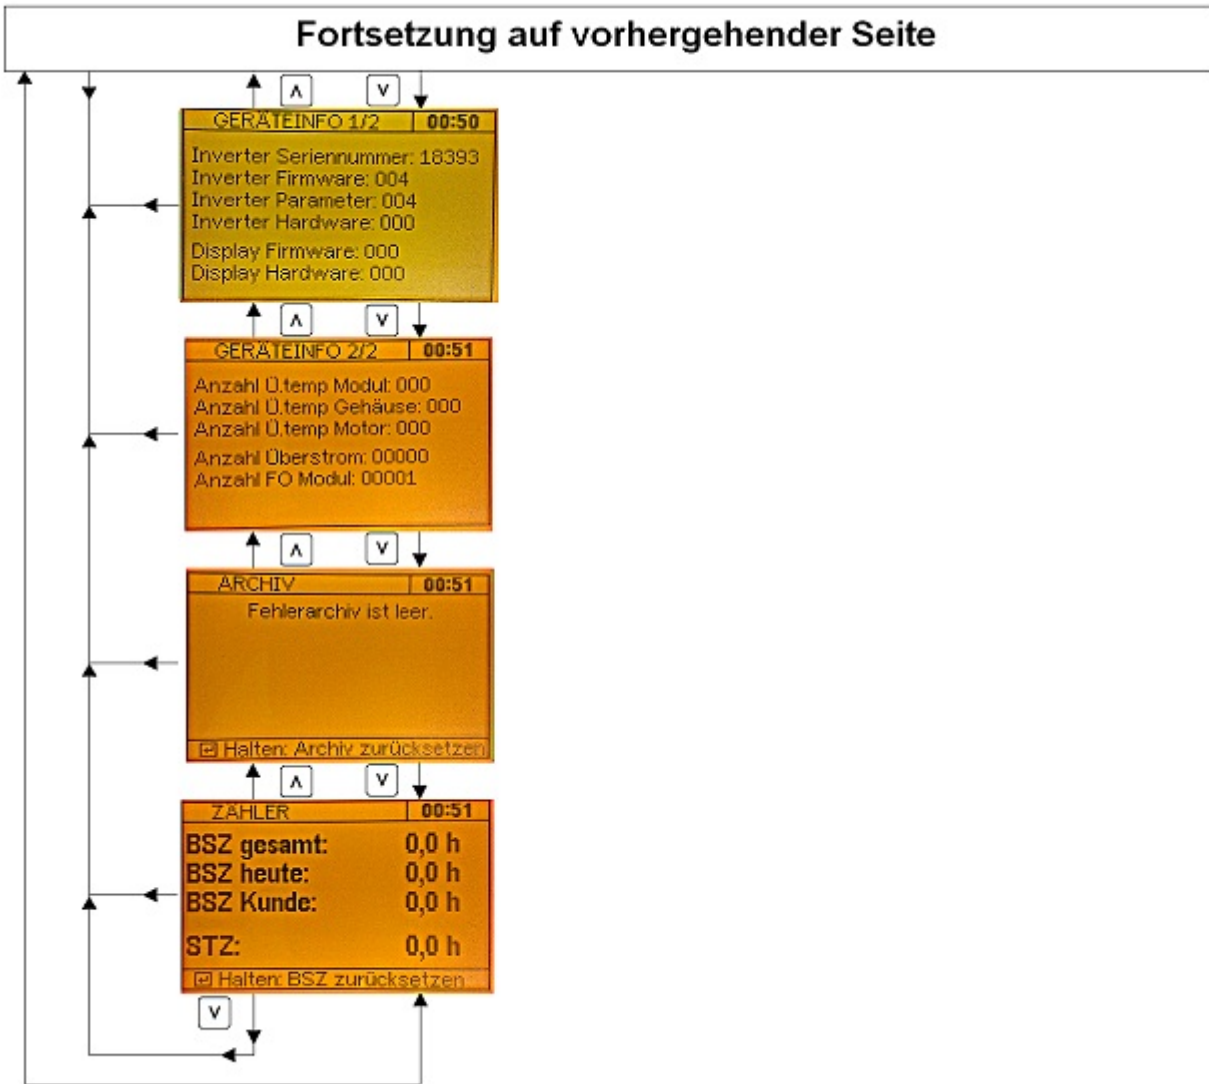 Fortsetzung auf vorhergehender Seite
∧ ∨
GERÄTEINFO 1/2 00:50
Inverter Seriennummer: 18393
Inverter Firmware: 004
Inverter Parameter: 004
Inverter Hardware: 000
Display Firmware: 000
Display Hardware: 000
∧ ∨
GERÄTEINFO 2/2 00:51
Anzahl Ü.temp Modul: 000
Anzahl Ü.temp Gehäuse: 000
Anzahl Ü.temp Motor: 000
Anzahl Überstrom: 00000
Anzahl FO Modul: 00001
∧ ∨
ARCHIV 00:51
Fehlerarchiv ist leer.
↵ Halten: Archiv zurücksetzen
∧ ∨
ZÄHLER 00:51
BSZ gesamt: 0,0 h
BSZ heute: 0,0 h
BSZ Kunde: 0,0 h
STZ: 0,0 h
↵ Halten: BSZ zurücksetzen
∨